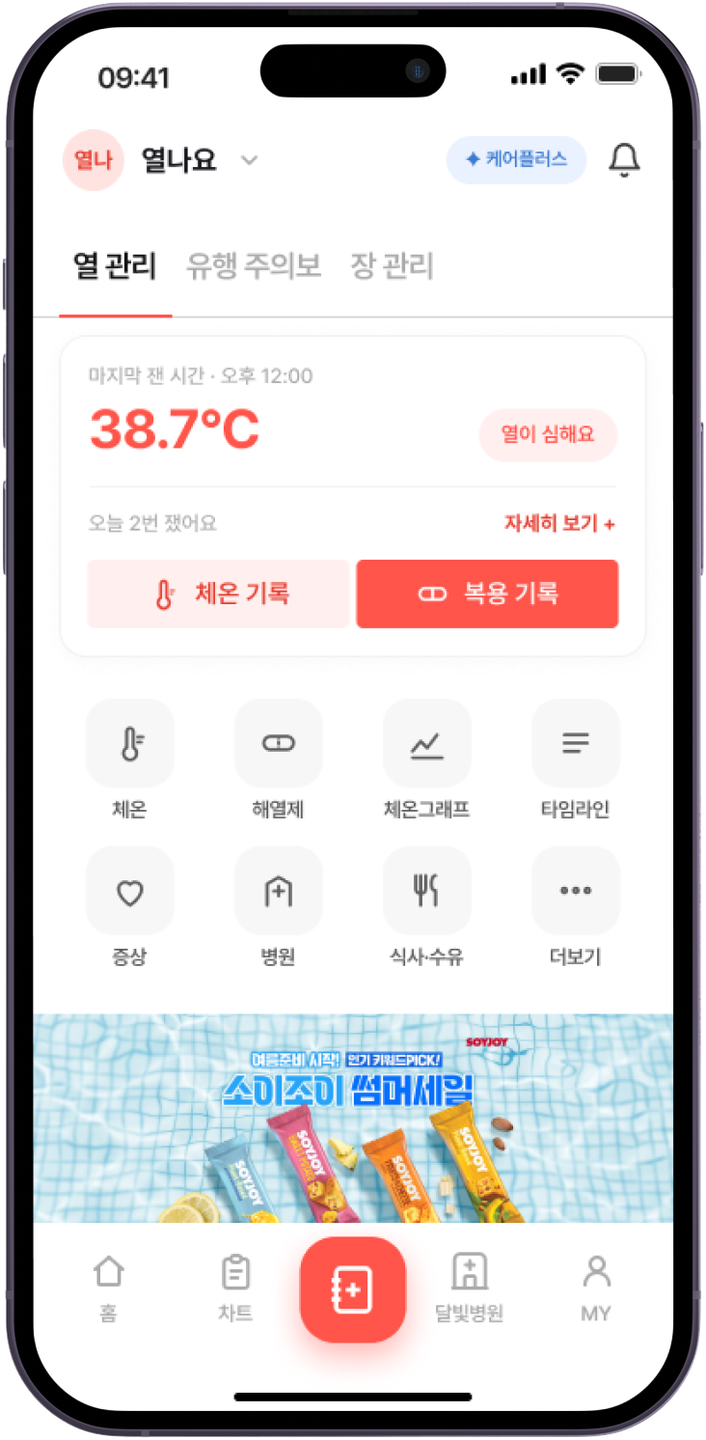 09:41
열나 열나요 케어플러스
열 관리 유행 주의보 장 관리
마지막 잰 시간 · 오후 12:00
38.7°C 열이 심해요
오늘 2번 쟀어요 자세히 보기 +
체온 기록 복용 기록
체온 해열제 체온그래프 타임라인
증상 병원 식사·수유 더보기
SOYJOY
여름준비 시작! 인기 키워드PICK!
소이조이 썸머세일
SOYJOY SOYJOY SOYJOY SOYJOY
홈 차트 달빛병원 MY